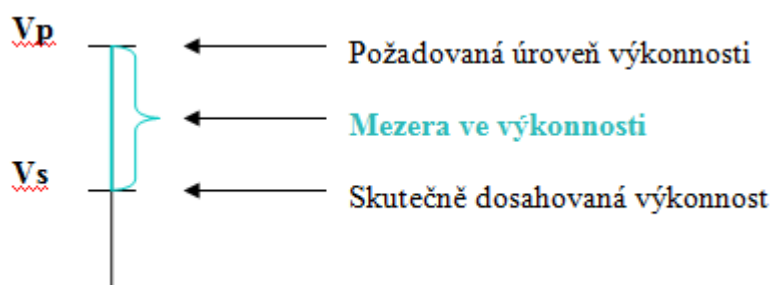 Vp
Požadovaná úroveň výkonnosti
Mezera ve výkonnosti
Vs
Skutečně dosahovaná výkonnost